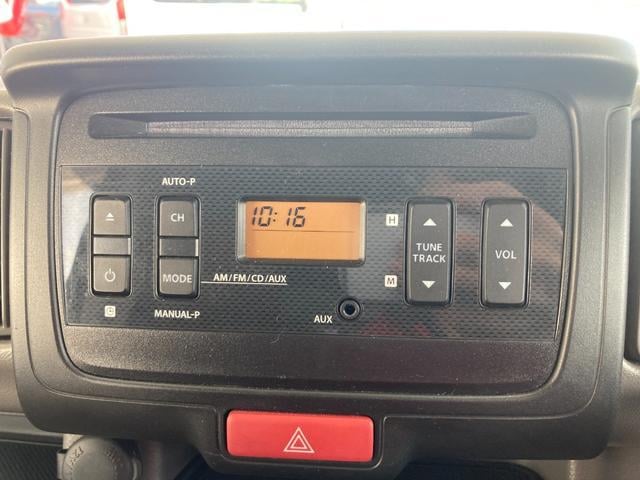 AUTO-P
CH
10:16
H
TUNE
TRACK
VOL
MODE
AM/FM/CD/AUX
M
MANUAL-P
AUX